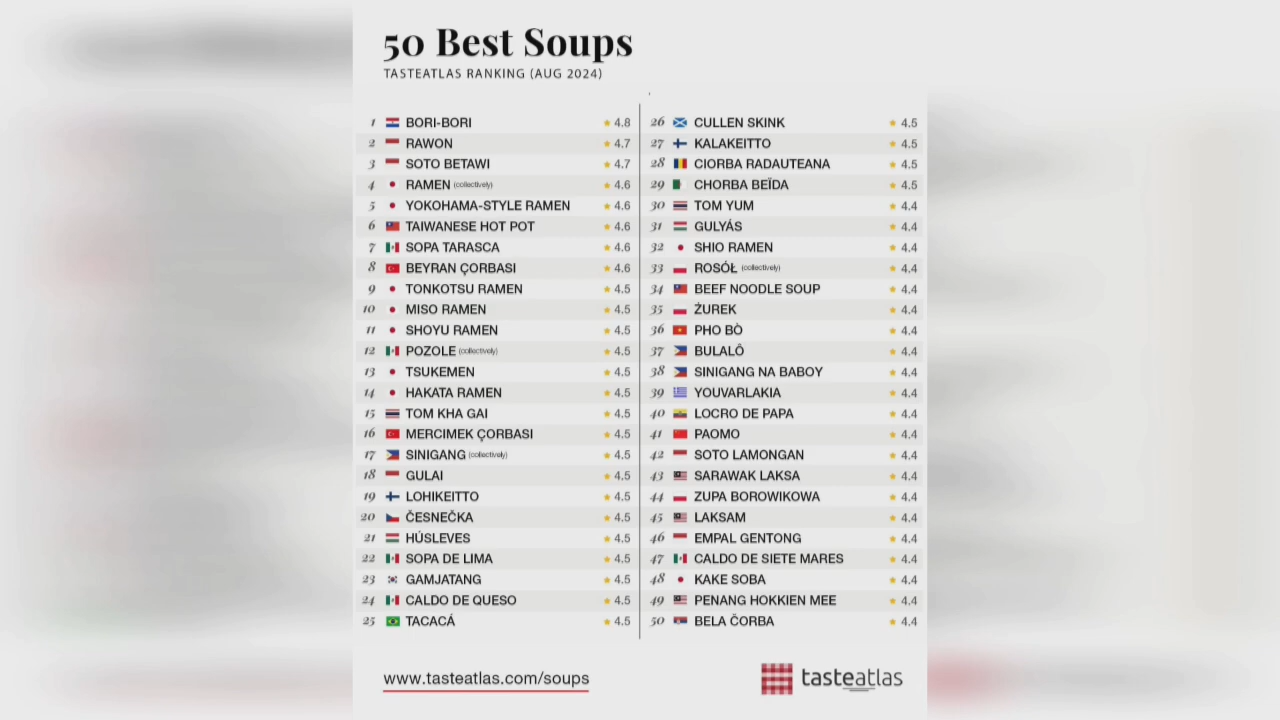 50 Best Soups
TASTEATLAS RANKING (AUG 2024)
1 BORI-BORI 4.8
2 RAWON 4.7
3 SOTO BETAWI 4.7
4 RAMEN (collectively) 4.6
5 YOKOHAMA-STYLE RAMEN 4.6
6 TAIWANESE HOT POT 4.6
7 SOPA TARASCA 4.6
8 BEYRAN ÇORBASI 4.6
9 TONKOTSU RAMEN 4.5
10 MISO RAMEN 4.5
11 SHOYU RAMEN 4.5
12 POZOLE (collectively) 4.5
13 TSUKEMEN 4.5
14 HAKATA RAMEN 4.5
15 TOM KHA GAI 4.5
16 MERCIMEK ÇORBASI 4.5
17 SINIGANG (collectively) 4.5
18 GULAI 4.5
19 LOHIKEITTO 4.5
20 ČESNEČKA 4.5
21 HÚSLEVES 4.5
22 SOPA DE LIMA 4.5
23 GAMJATANG 4.5
24 CALDO DE QUESO 4.5
25 TACACÁ 4.5
26 CULLEN SKINK 4.5
27 KALAKEITTO 4.5
28 CIORBA RADAUTEANA 4.5
29 CHORBA BEÏDA 4.5
30 TOM YUM 4.4
31 GULYÁS 4.4
32 SHIO RAMEN 4.4
33 ROSÓŁ (collectively) 4.4
34 BEEF NOODLE SOUP 4.4
35 ŻUREK 4.4
36 PHO BÒ 4.4
37 BULALÔ 4.4
38 SINIGANG NA BABOY 4.4
39 YOUVARLAKIA 4.4
40 LOCRO DE PAPA 4.4
41 PAOMO 4.4
42 SOTO LAMONGAN 4.4
43 SARAWAK LAKSA 4.4
44 ZUPA BOROWIKOWA 4.4
45 LAKSAM 4.4
46 EMPAL GENTONG 4.4
47 CALDO DE SIETE MARES 4.4
48 KAKE SOBA 4.4
49 PENANG HOKKIEN MEE 4.4
50 BELA ČORBA 4.4
www.tasteatlas.com/soups
tasteatlas